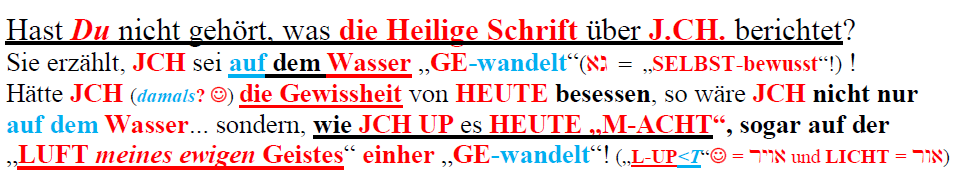 Hast Du nicht gehört, was die Heilige Schrift über J.CH. berichtet?
Sie erzählt, JCH sei auf dem Wasser „GE-wandelt“(גא = „SELBST-bewusst“!) !
Hätte JCH (damals? ☺) die Gewissheit von HEUTE besessen, so wäre JCH nicht nur
auf dem Wasser... sondern, wie JCH UP es HEUTE „M-ACHT“, sogar auf der
„LUFT meines ewigen Geistes“ einher „GE-wandelt“! („L-UP<T“☺ = אויר und LICHT = אור)